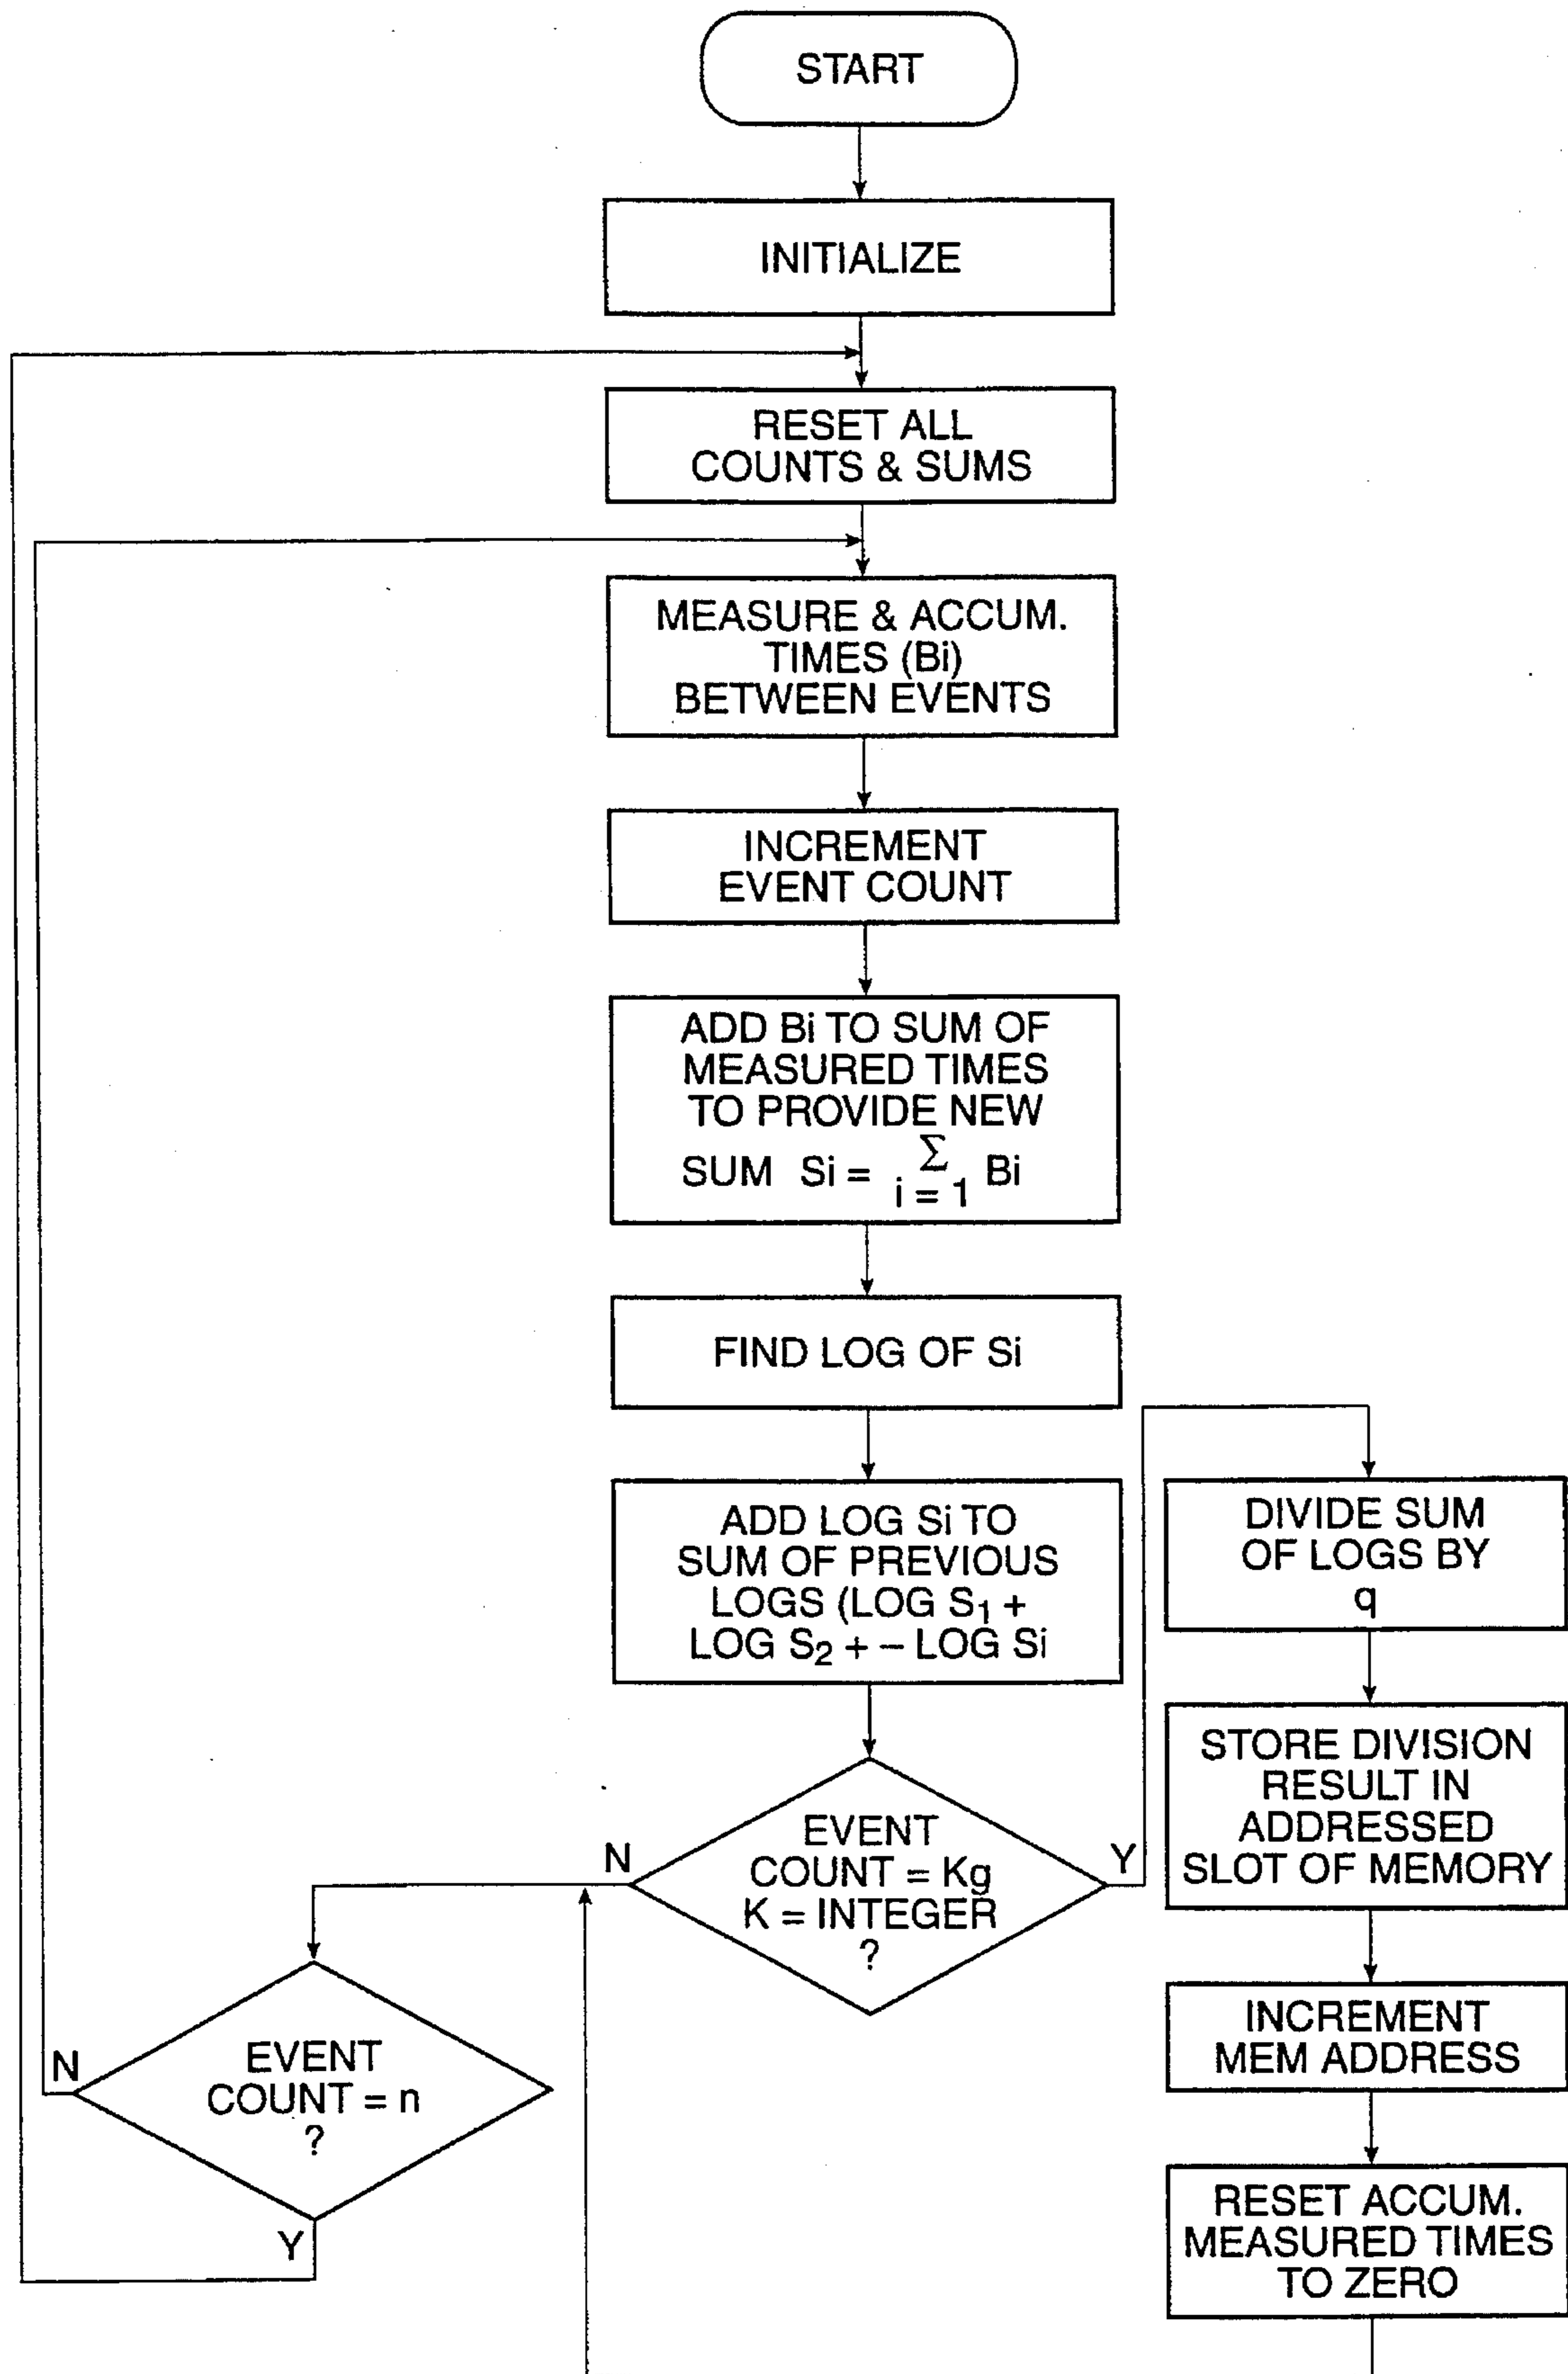 START
INITIALIZE
RESET ALL
COUNTS & SUMS
MEASURE & ACCUM.
TIMES (Bi)
BETWEEN EVENTS
INCREMENT
EVENT COUNT
ADD Bi TO SUM OF
MEASURED TIMES
TO PROVIDE NEW
SUM Si = Σ i = 1 Bi
FIND LOG OF Si
ADD LOG Si TO
SUM OF PREVIOUS
LOGS (LOG S1 +
LOG S2 + – LOG Si
EVENT
COUNT = Kg
K = INTEGER
?
N
Y
DIVIDE SUM
OF LOGS BY
q
STORE DIVISION
RESULT IN
ADDRESSED
SLOT OF MEMORY
INCREMENT
MEM ADDRESS
RESET ACCUM.
MEASURED TIMES
TO ZERO
EVENT
COUNT = n
?
N
Y